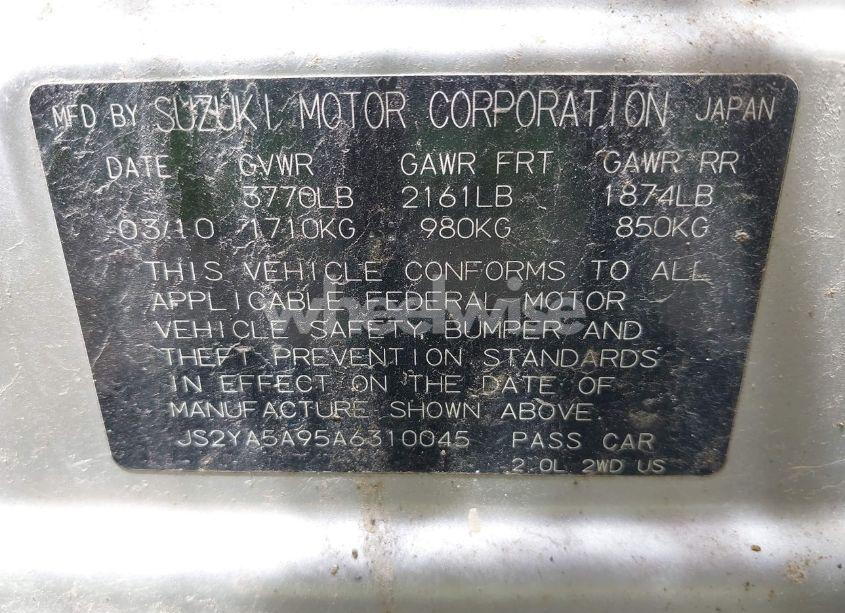 MFD BY SUZUKI MOTOR CORPORATION JAPAN
DATE GVWR GAWR FRT GAWR RR
3770LB 2161LB 1874LB
03/10 1710KG 980KG 850KG
THIS VEHICLE CONFORMS TO ALL
APPLICABLE FEDERAL MOTOR
VEHICLE SAFETY, BUMPER AND
THEFT PREVENTION STANDARDS
IN EFFECT ON THE DATE OF
MANUFACTURE SHOWN ABOVE.
JS2YA5A95A6310045 PASS CAR
2.0L 2WD US
wheelwise